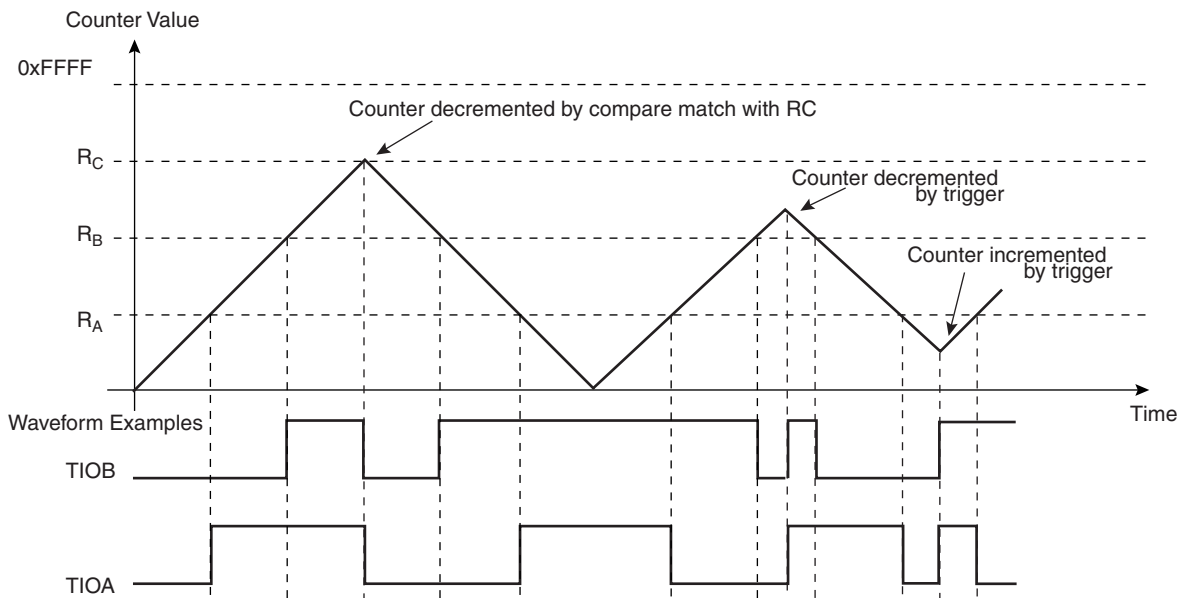 Counter Value
0xFFFF
Counter decremented by compare match with RC
RC
Counter decremented
by trigger
RB
Counter incremented
by trigger
RA
Time
Waveform Examples
TIOB
TIOA